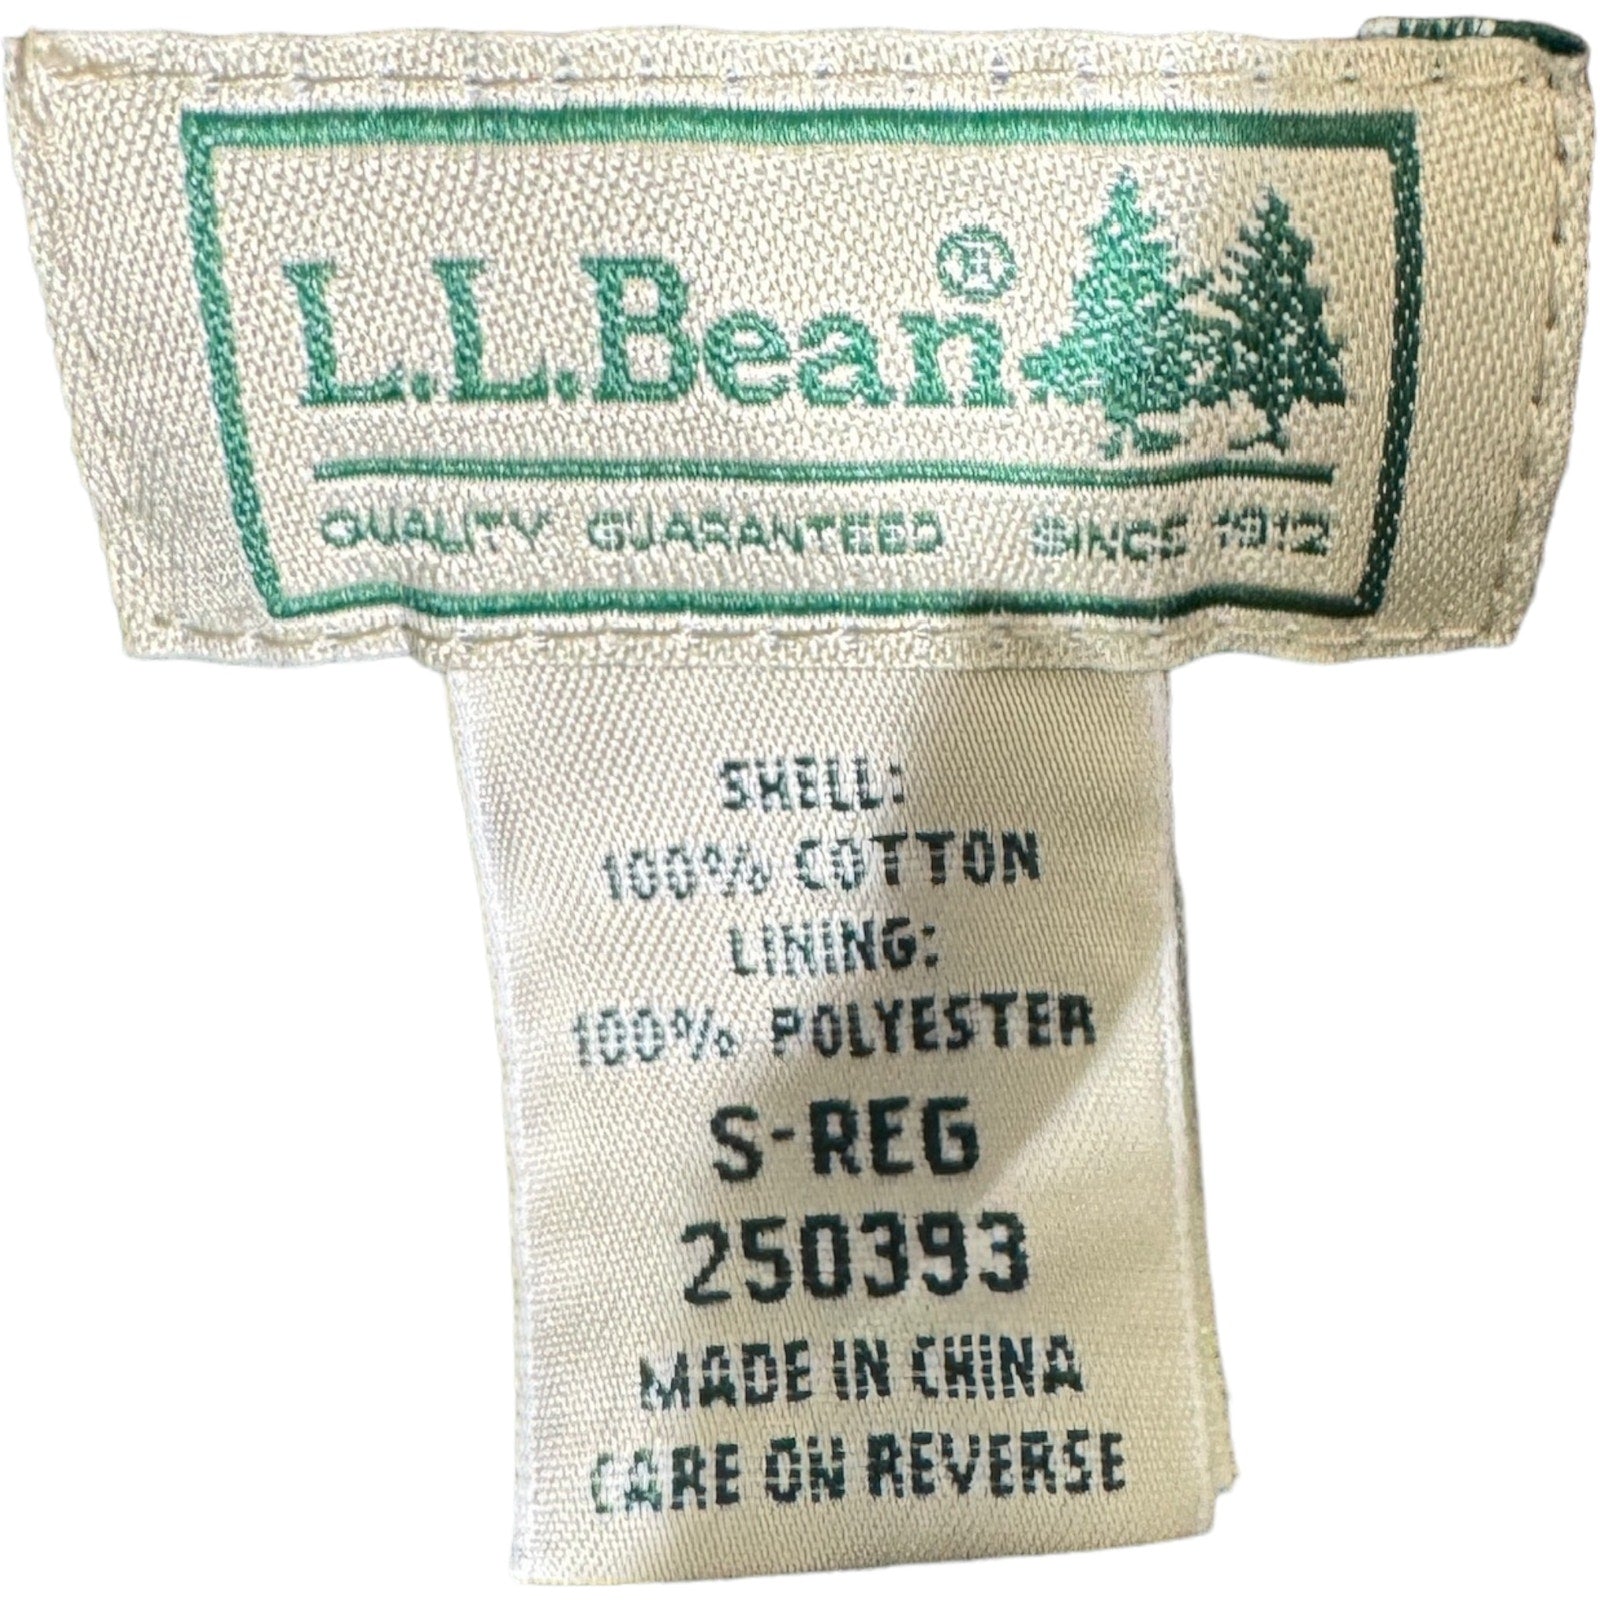 L.L.Bean®
QUALITY GUARANTEED SINCE 1912
SHELL:
100% COTTON
LINING:
100% POLYESTER
S-REG
250393
MADE IN CHINA
CARE ON REVERSE